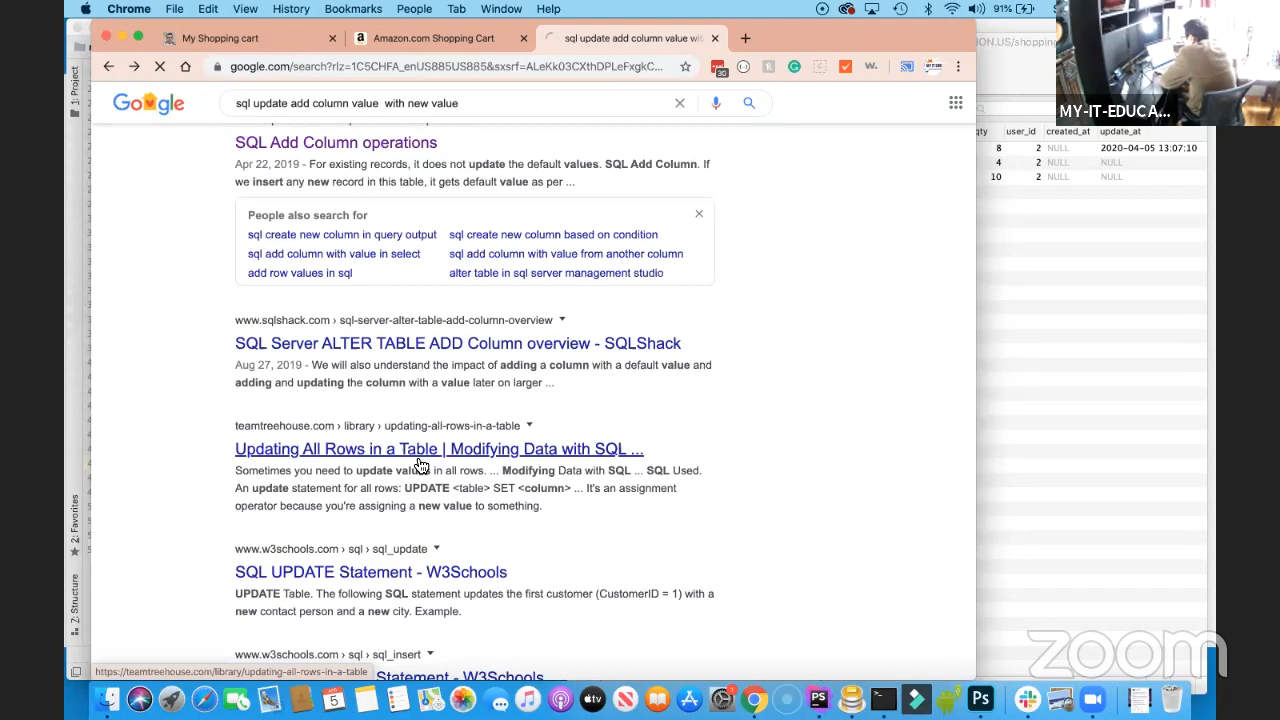 Chrome File Edit View History Bookmarks People Tab Window Help
91%
My Shopping cart
Amazon.com Shopping Cart
sql update add column value wit
google.com/search?rlz=1C5CHFA_enUS885US885&sxsrf=ALeKk03CXthDPLeFxgkC...
30
ION.US/shoppin
MY-IT-EDUCA...
Google
sql update add column value with new value
SQL Add Column operations
Apr 22, 2019 - For existing records, it does not update the default values. SQL Add Column. If
we insert any new record in this table, it gets default value as per ...
People also search for
sql create new column in query output
sql create new column based on condition
sql add column with value in select
sql add column with value from another column
add row values in sql
alter table in sql server management studio
www.sqlshack.com › sql-server-alter-table-add-column-overview
SQL Server ALTER TABLE ADD Column overview - SQLShack
Aug 27, 2019 - We will also understand the impact of adding a column with a default value and
adding and updating the column with a value later on larger ...
teamtreehouse.com › library › updating-all-rows-in-a-table
Updating All Rows in a Table | Modifying Data with SQL ...
Sometimes you need to update values in all rows. ... Modifying Data with SQL ... SQL Used.
An update statement for all rows: UPDATE <table> SET <column> ... It's an assignment
operator because you're assigning a new value to something.
www.w3schools.com › sql › sql_update
SQL UPDATE Statement - W3Schools
UPDATE Table. The following SQL statement updates the first customer (CustomerID = 1) with a
new contact person and a new city. Example.
www.w3schools.com › sql › sql_insert
Statement - W3Schools
https://teamtreehouse.com/library/updating-all-rows-in-a-table
qty user_id created_at update_at
8 2 NULL 2020-04-05 13:07:10
4 2 NULL NULL
10 2 NULL NULL
1: Project
2: Favorites
7: Structure
zoom
5
1
PS
Ps